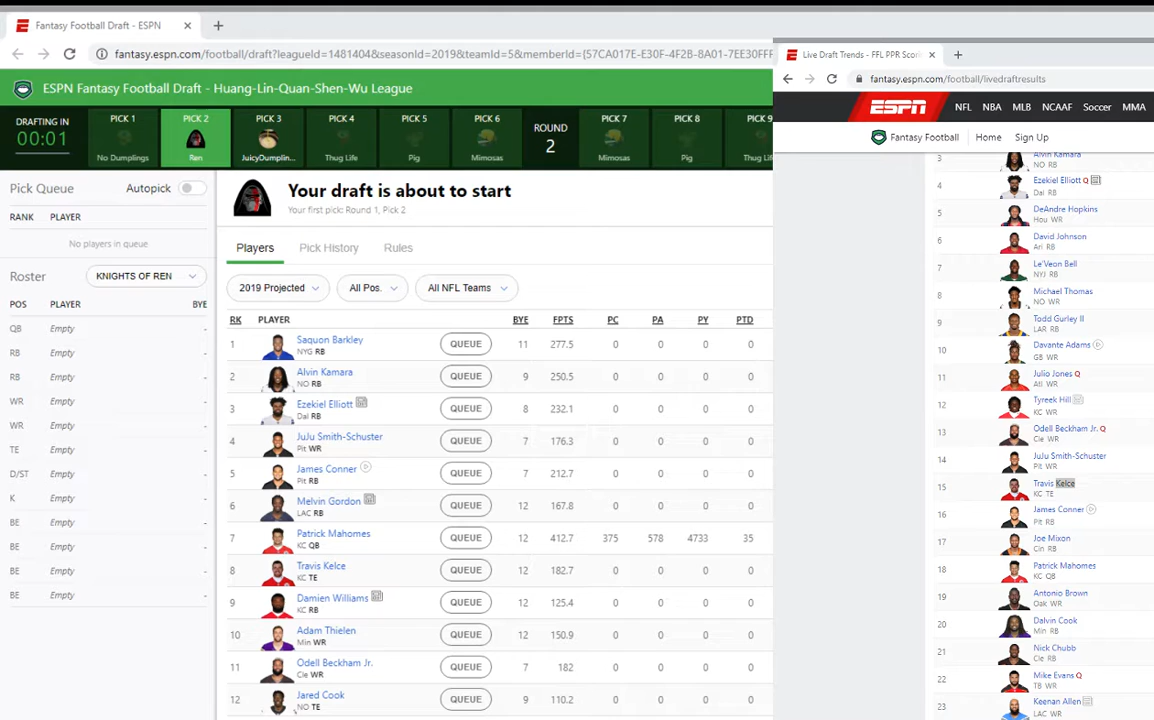 Fantasy Football Draft - ESPN
fantasy.espn.com/football/draft?leagueId=1481404&seasonId=2019&teamId=5&memberId={57CA017E-E30F-4F2B-8A01-7EE30FFF
ESPN Fantasy Football Draft - Huang-Lin-Quan-Shen-Wu League
DRAFTING IN
00:01
PICK 1
No Dumplings
PICK 2
Ren
PICK 3
JuicyDumplin...
PICK 4
Thug Life
PICK 5
Pig
PICK 6
Mimosas
ROUND
2
PICK 7
Mimosas
PICK 8
Pig
PICK 9
Thug Lif
Pick Queue
Autopick
RANK PLAYER
No players in queue
Roster
KNIGHTS OF REN
POS PLAYER BYE
QB Empty -
RB Empty -
RB Empty -
WR Empty -
WR Empty -
TE Empty -
D/ST Empty -
K Empty -
BE Empty -
BE Empty -
BE Empty -
BE Empty -
Your draft is about to start
Your first pick: Round 1, Pick 2
Players Pick History Rules
2019 Projected All Pos. All NFL Teams
RK PLAYER BYE FPTS PC PA PY PTD
1 Saquon Barkley QUEUE 11 277.5 0 0 0 0
NYG RB
2 Alvin Kamara QUEUE 9 250.5 0 0 0 0
NO RB
3 Ezekiel Elliott QUEUE 8 232.1 0 0 0 0
Dal RB
4 JuJu Smith-Schuster QUEUE 7 176.3 0 0 0 0
Pit WR
5 James Conner QUEUE 7 212.7 0 0 0 0
Pit RB
6 Melvin Gordon QUEUE 12 167.8 0 0 0 0
LAC RB
7 Patrick Mahomes QUEUE 12 412.7 375 578 4733 35
KC QB
8 Travis Kelce QUEUE 12 182.7 0 0 0 0
KC TE
9 Damien Williams QUEUE 12 125.4 0 0 0 0
KC RB
10 Adam Thielen QUEUE 12 150.9 0 0 0 0
Min WR
11 Odell Beckham Jr. QUEUE 7 182 0 0 0 0
Cle WR
12 Jared Cook QUEUE 9 110.2 0 0 0 0
NO TE
Live Draft Trends - FFL PPR Scori
fantasy.espn.com/football/livedraftresults
ESPN NFL NBA MLB NCAAF Soccer MMA
Fantasy Football Home Sign Up
3 Alvin Kamara
NO RB
4 Ezekiel Elliott Q
Dal RB
5 DeAndre Hopkins
Hou WR
6 David Johnson
Ari RB
7 Le'Veon Bell
NYJ RB
8 Michael Thomas
NO WR
9 Todd Gurley II
LAR RB
10 Davante Adams
GB WR
11 Julio Jones Q
Atl WR
12 Tyreek Hill
KC WR
13 Odell Beckham Jr. Q
Cle WR
14 JuJu Smith-Schuster
Pit WR
15 Travis Kelce
KC TE
16 James Conner
Pit RB
17 Joe Mixon
Cin RB
18 Patrick Mahomes
KC QB
19 Antonio Brown
Oak WR
20 Dalvin Cook
Min RB
21 Nick Chubb
Cle RB
22 Mike Evans Q
TB WR
23 Keenan Allen
LAC WR